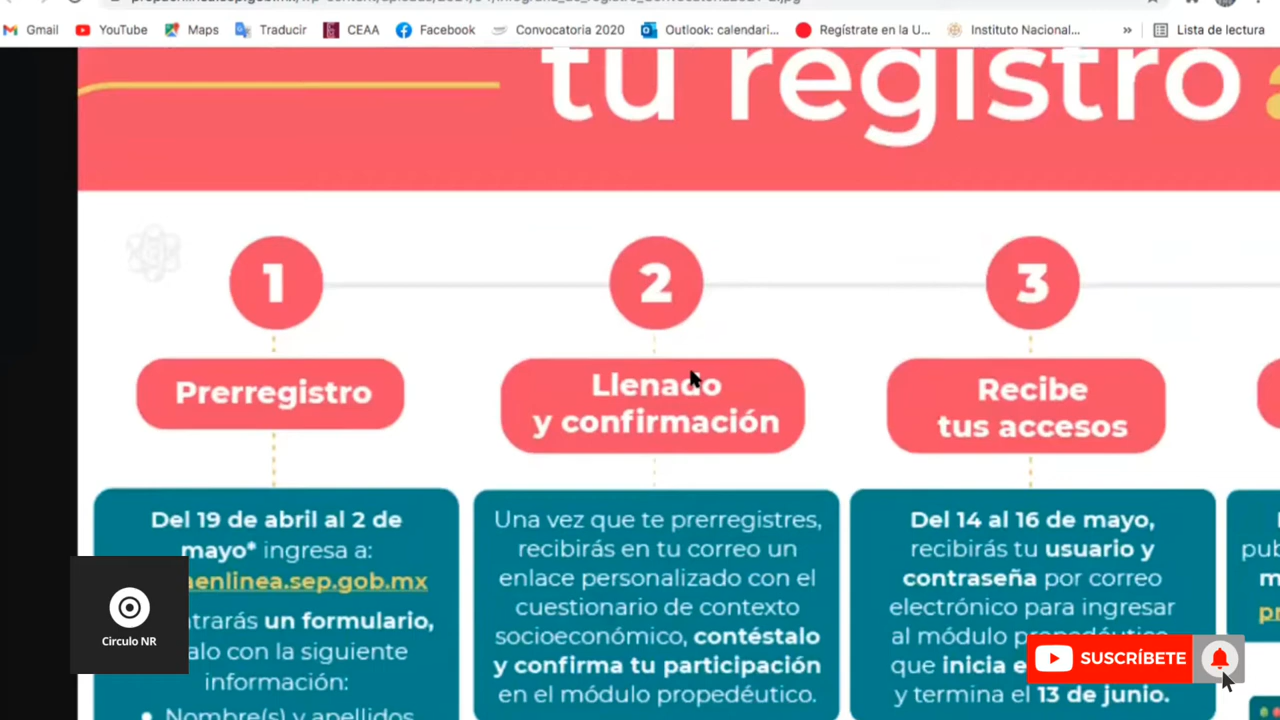 Gmail YouTube Maps Traducir CEAA Facebook Convocatoria 2020 Outlook: calendari... Regístrate en la U... Instituto Nacional... » Lista de lectura
tu registro
1
2
3
Prerregistro
Llenado
y confirmación
Recibe
tus accesos
Del 19 de abril al 2 de
mayo* ingresa a:
enlinea.sep.gob.mx
un formulario,
con la siguiente
información:
• Nombre(s) y apellidos
Una vez que te prerregistres,
recibirás en tu correo un
enlace personalizado con el
cuestionario de contexto
socioeconómico, contéstalo
y confirma tu participación
en el módulo propedéutico.
Del 14 al 16 de mayo,
recibirás tu usuario y
contraseña por correo
electrónico para ingresar
al módulo propedéutico
que inicia
y termina el 13 de junio.
Circulo NR
SUSCRÍBETE